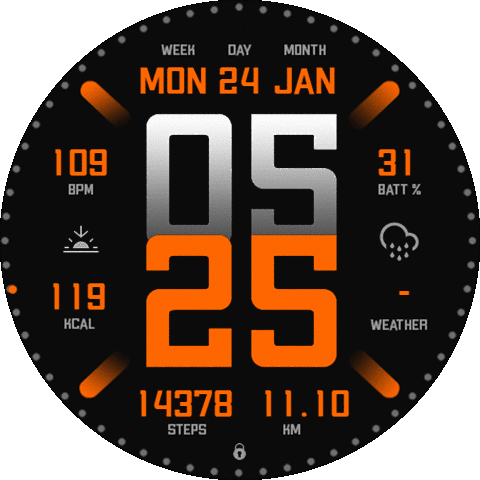 WEEK DAY MONTH
MON 24 JAN
05
109 31
BPM BATT %
25
119 -
KCAL WEATHER
14378 11.10
STEPS KM